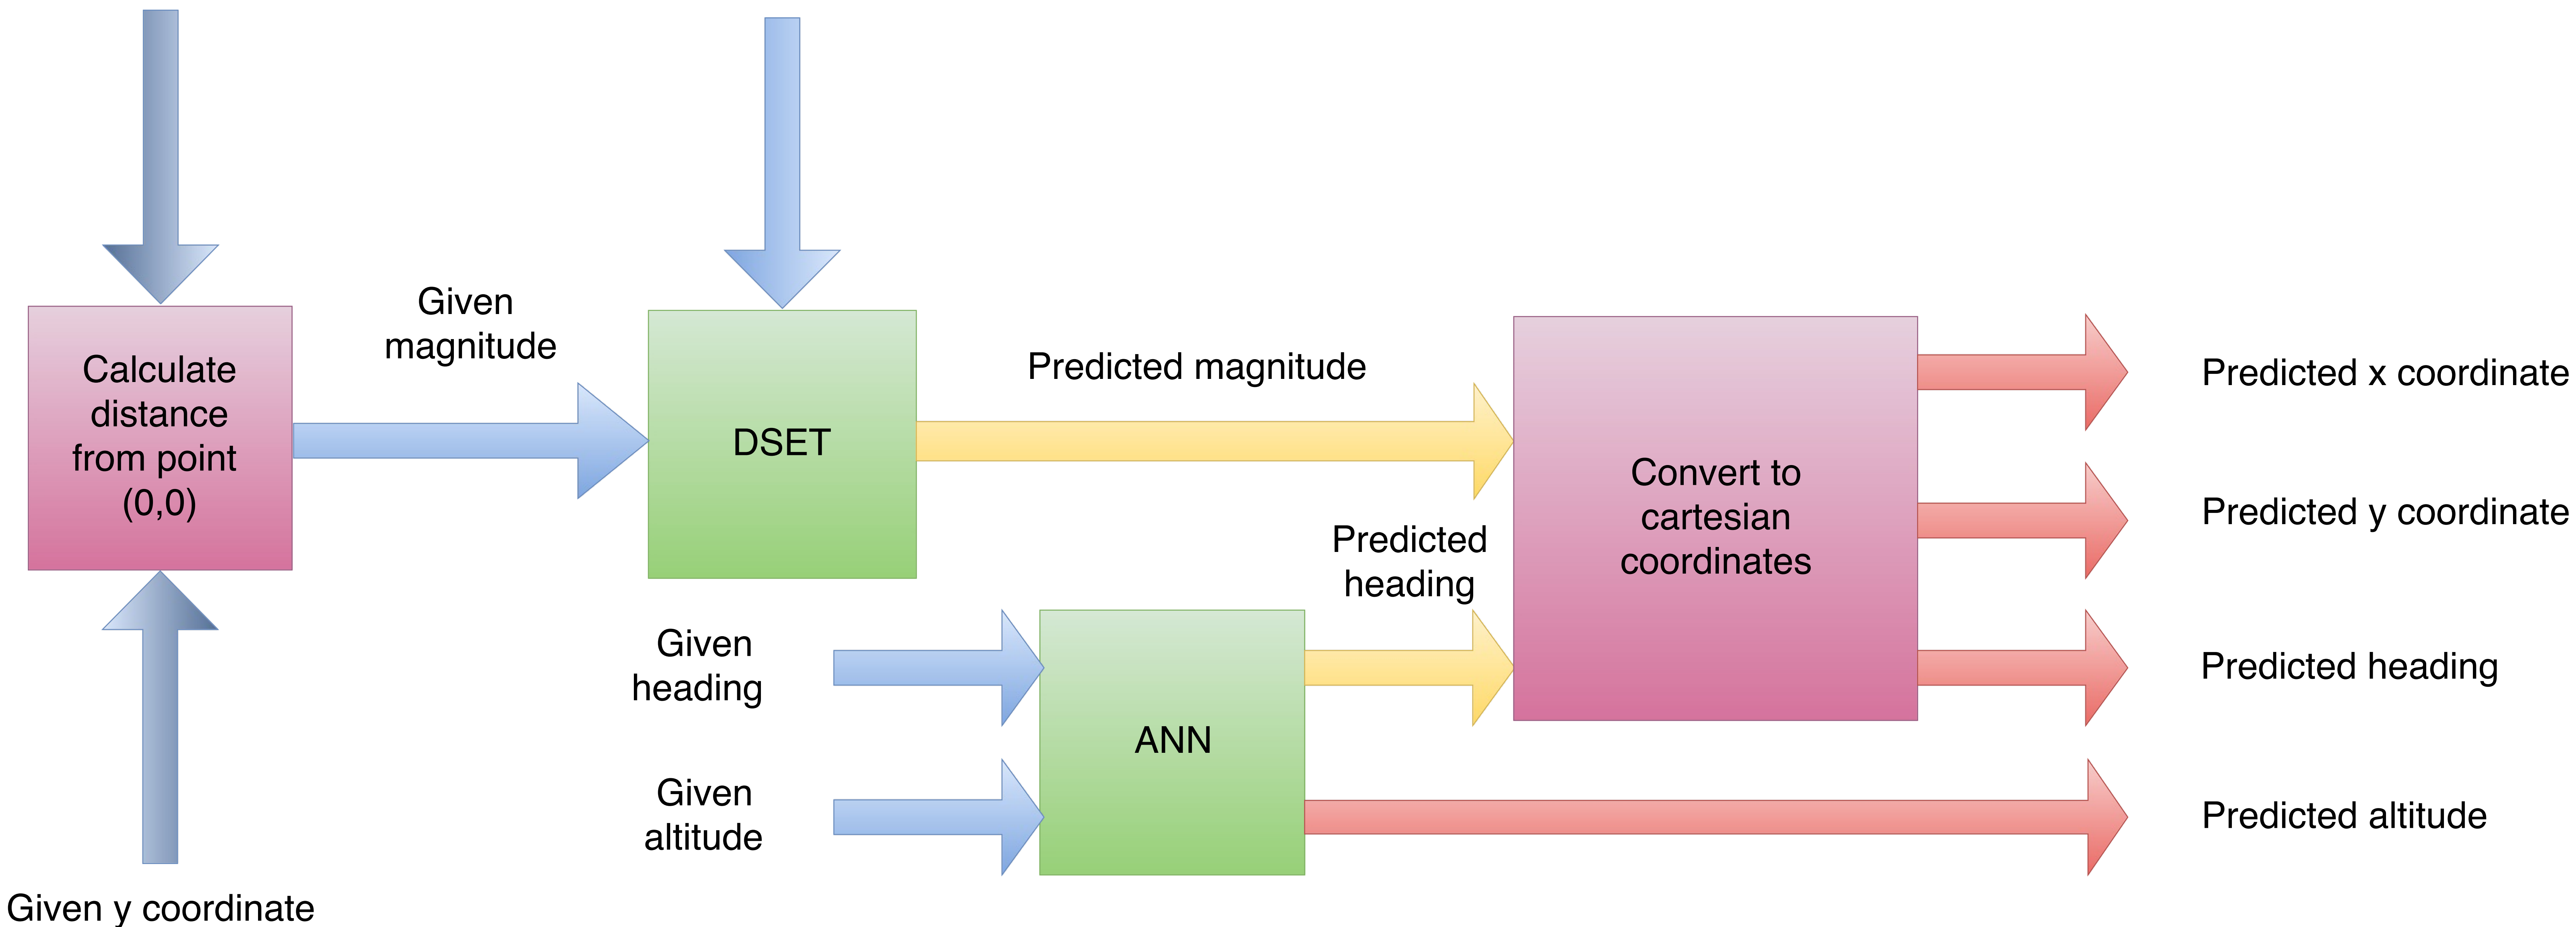 Given
magnitude
Calculate
distance
from point
(0,0)
DSET
Predicted magnitude
Convert to
cartesian
coordinates
Predicted x coordinate
Predicted y coordinate
Predicted
heading
Given
heading
Predicted heading
ANN
Given
altitude
Predicted altitude
Given y coordinate